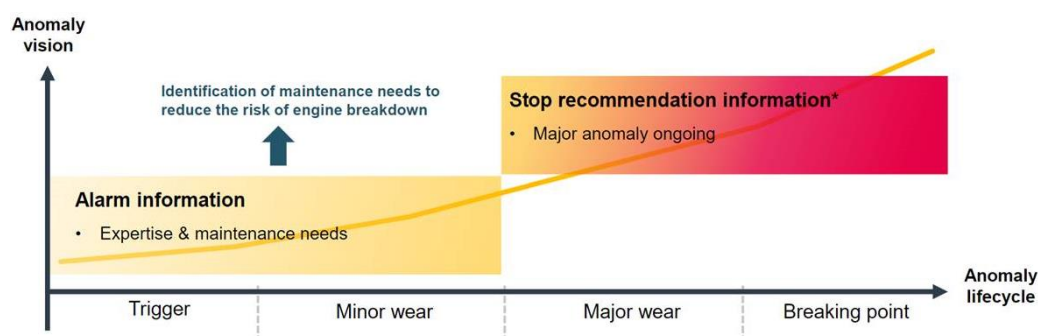 Anomaly
vision
Identification of maintenance needs to
reduce the risk of engine breakdown
Stop recommendation information*
• Major anomaly ongoing
Alarm information
• Expertise & maintenance needs
Anomaly
lifecycle
Trigger
Minor wear
Major wear
Breaking point